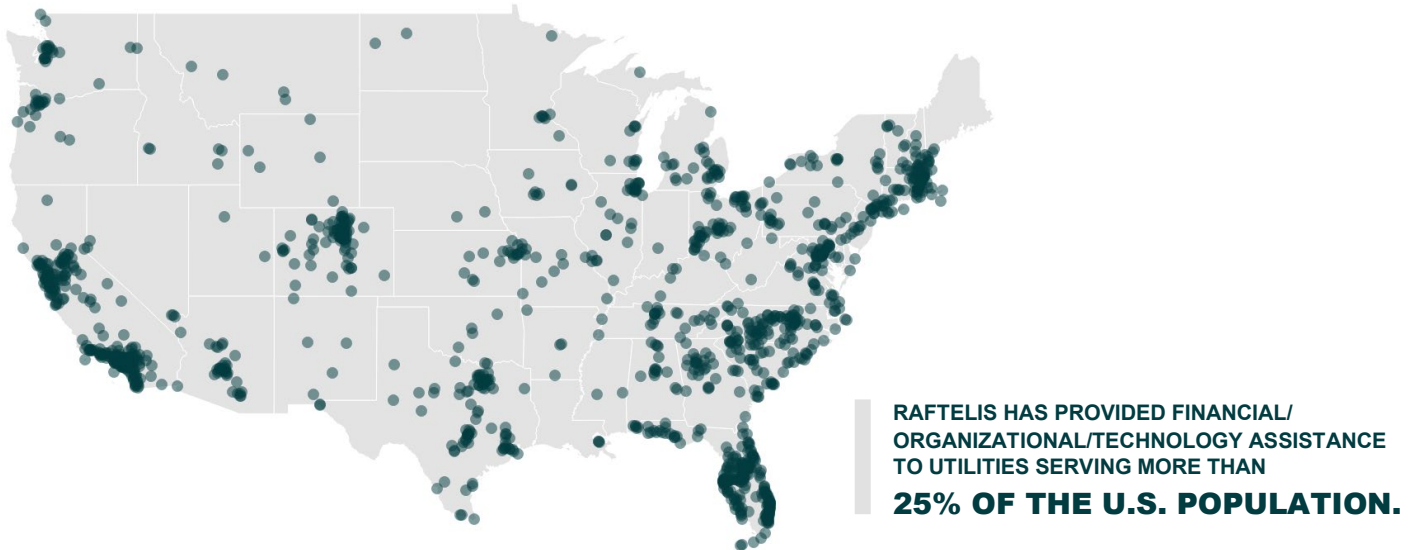 RAFTELIS HAS PROVIDED FINANCIAL/
ORGANIZATIONAL/TECHNOLOGY ASSISTANCE
TO UTILITIES SERVING MORE THAN
25% OF THE U.S. POPULATION.